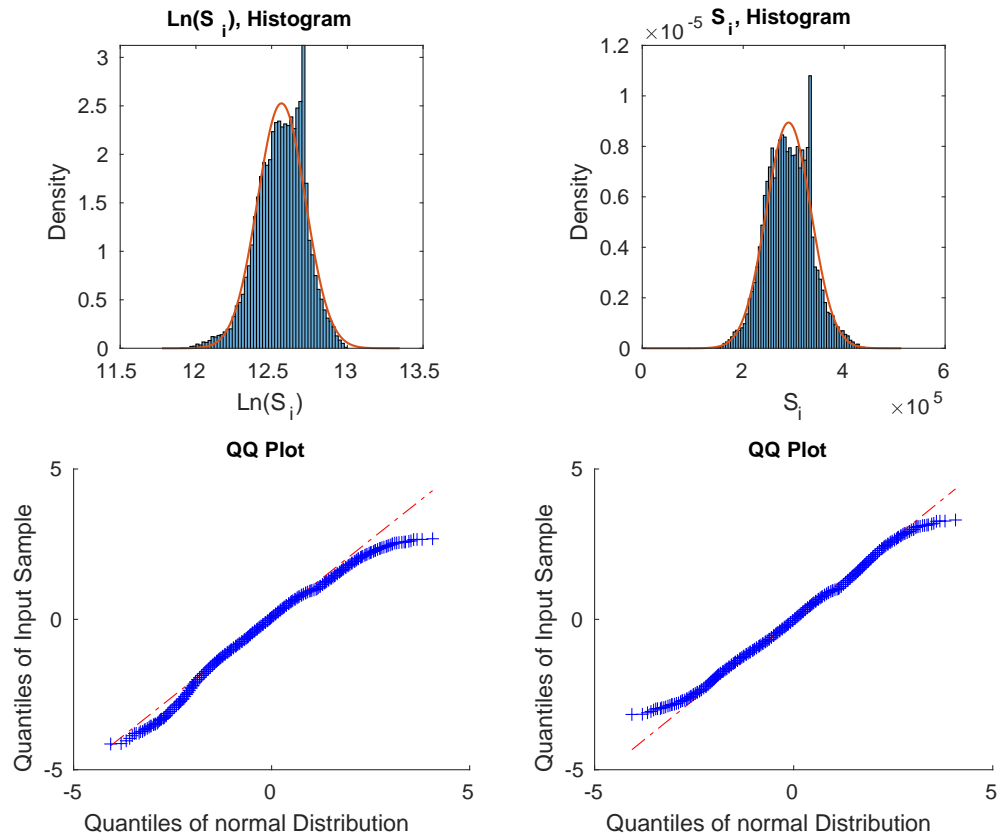 Ln(S i), Histogram
3
2.5
2
1.5
1
0.5
0
Density
11.5 12 12.5 13 13.5
Ln(S i)
×10 -5 S i, Histogram
1.2
1
0.8
0.6
0.4
0.2
0
Density
0 2 4 6
S i ×10 5
QQ Plot
5
0
-5
Quantiles of Input Sample
-5 0 5
Quantiles of normal Distribution
QQ Plot
5
0
-5
Quantiles of Input Sample
-5 0 5
Quantiles of normal Distribution